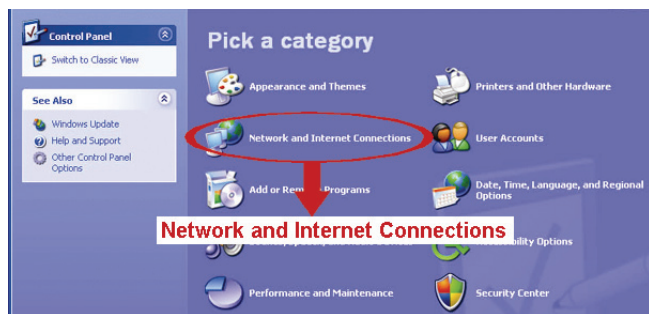 Control Panel
Switch to Classic View
See Also
Windows Update
Help and Support
Other Control Panel
Options
Pick a category
Appearance and Themes
Printers and Other Hardware
Network and Internet Connections
User Accounts
Add or Programs
Date, Time, Language, and Regional
Options
Network and Internet Connections
Options
Performance and Maintenance
Security Center